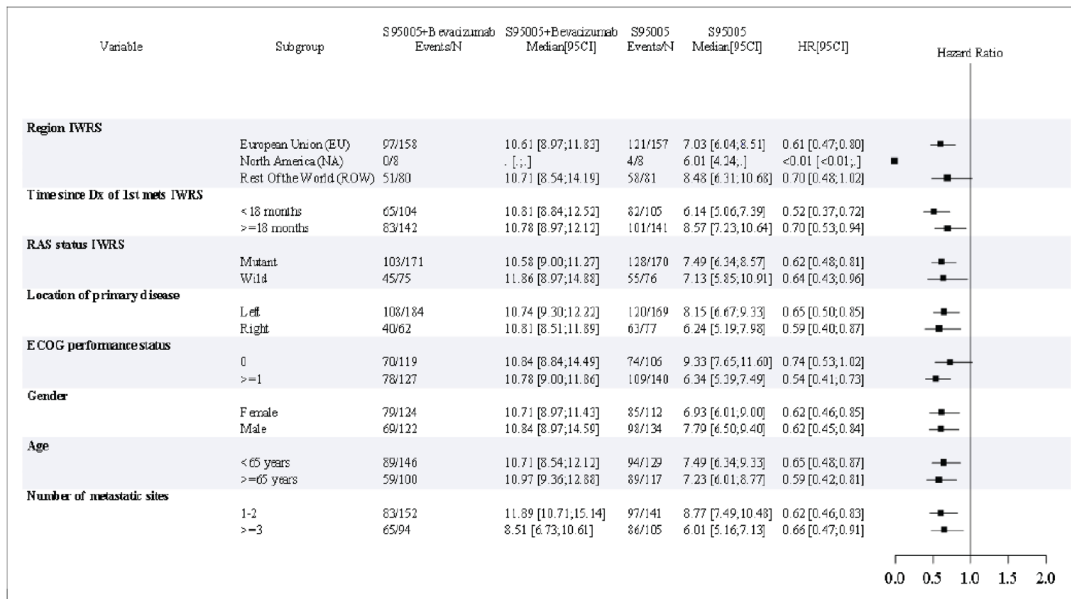 Variable Subgroup S95005+Bevacizumab Events/N S95005+Bevacizumab Median[95CI] S95005 Events/N S95005 Median[95CI] HR[95CI] Hazard Ratio
Region IWRS
European Union (EU) 97/158 10.61 [8.97;11.83] 121/157 7.03 [6.04;8.51] 0.61 [0.47;0.80]
North America (NA) 0/8 . [.;.] 4/8 6.01 [4.24;.] <0.01 [<0.01;.]
Rest Of the World (ROW) 51/80 10.71 [8.54;14.19] 58/81 8.48 [6.31;10.68] 0.70 [0.48;1.02]
Time since Dx of 1st mets IWRS
<18 months 65/104 10.81 [8.84;12.52] 82/105 6.14 [5.06;7.39] 0.52 [0.37;0.72]
>=18 months 83/142 10.78 [8.97;12.12] 101/141 8.57 [7.23;10.64] 0.70 [0.53;0.94]
RAS status IWRS
Mutant 103/171 10.58 [9.00;11.27] 128/170 7.49 [6.34;8.57] 0.62 [0.48;0.81]
Wild 45/75 11.86 [8.97;14.88] 55/76 7.13 [5.85;10.91] 0.64 [0.43;0.96]
Location of primary disease
Left 108/184 10.74 [9.30;12.22] 120/169 8.15 [6.67;9.33] 0.65 [0.50;0.85]
Right 40/62 10.81 [8.51;11.89] 63/77 6.24 [5.19;7.98] 0.59 [0.40;0.87]
ECOG performance status
0 70/119 10.84 [8.84;14.49] 74/106 9.33 [7.65;11.60] 0.74 [0.53;1.02]
>=1 78/127 10.78 [9.00;11.86] 109/140 6.34 [5.39;7.49] 0.54 [0.41;0.73]
Gender
Female 79/124 10.71 [8.97;11.43] 85/112 6.93 [6.01;9.00] 0.62 [0.46;0.85]
Male 69/122 10.84 [8.97;14.59] 98/134 7.79 [6.50;9.40] 0.62 [0.45;0.84]
Age
<65 years 89/146 10.71 [8.54;12.12] 94/129 7.49 [6.34;9.33] 0.65 [0.48;0.87]
>=65 years 59/100 10.97 [9.36;12.88] 89/117 7.23 [6.01;8.77] 0.59 [0.42;0.81]
Number of metastatic sites
1-2 83/152 11.89 [10.71;15.14] 97/141 8.77 [7.49;10.48] 0.62 [0.46;0.83]
>=3 65/94 8.51 [6.73;10.61] 86/105 6.01 [5.16;7.13] 0.66 [0.47;0.91]
0.0 0.5 1.0 1.5 2.0